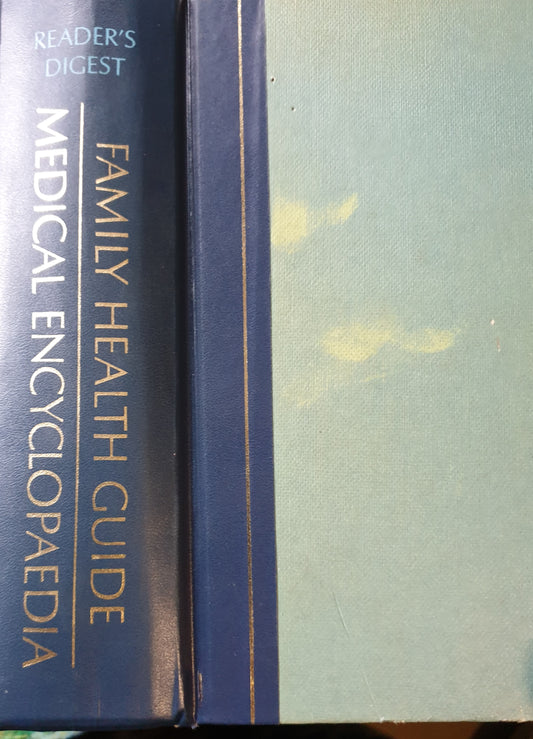 READER'S
DIGEST
FAMILY HEALTH GUIDE
MEDICAL ENCYCLOPAEDIA